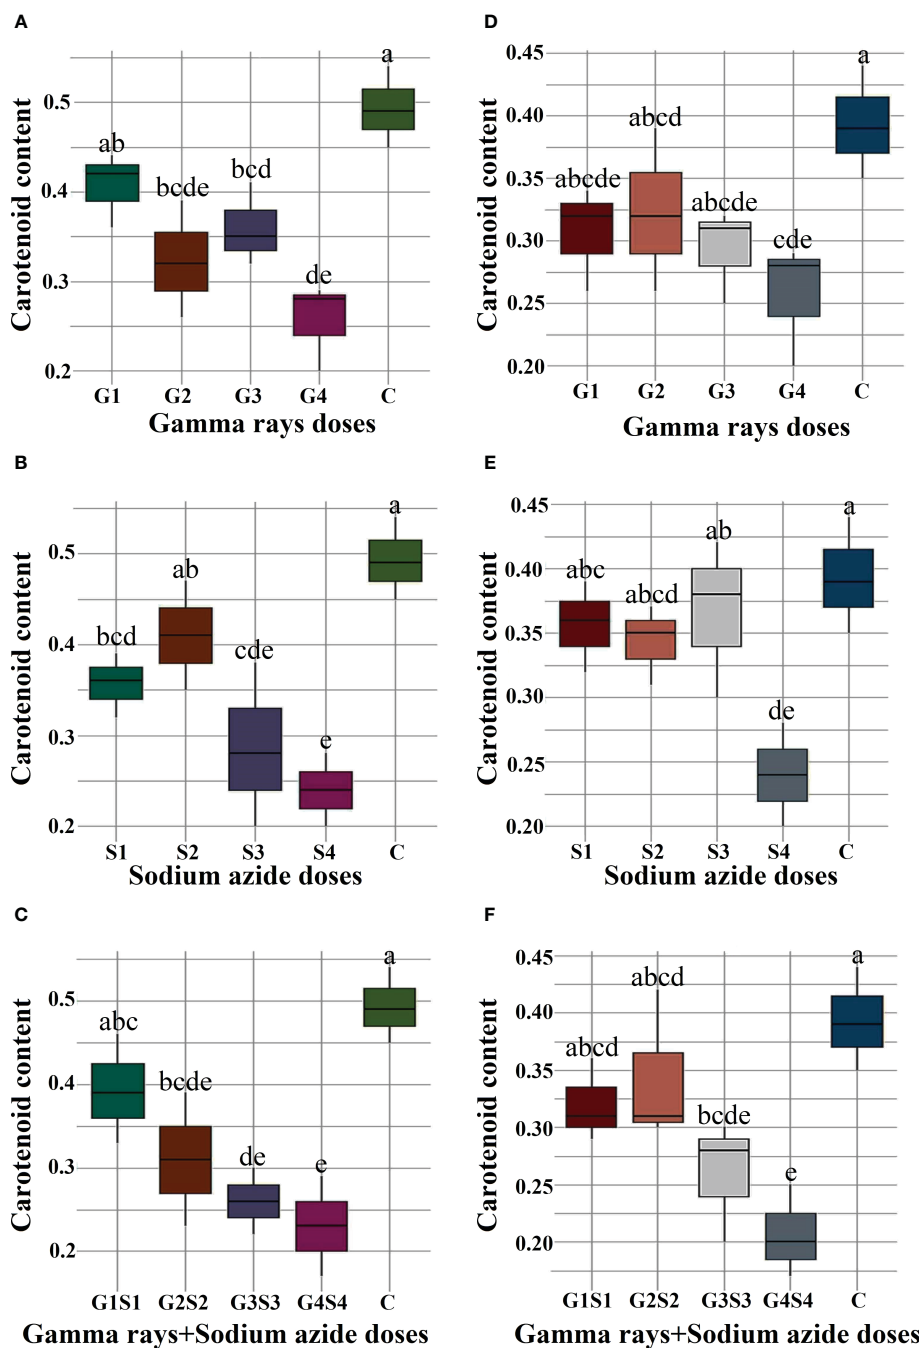 A
Carotenoid content
0.5
0.4
0.3
0.2
ab
bcde
bcd
de
a
G1 G2 G3 G4 C
Gamma rays doses
D
Carotenoid content
0.45
0.40
0.35
0.30
0.25
0.20
abcde
abcd
abcde
cde
a
G1 G2 G3 G4 C
Gamma rays doses
B
Carotenoid content
0.5
0.4
0.3
0.2
bcd
ab
cde
e
a
S1 S2 S3 S4 C
Sodium azide doses
E
Carotenoid content
0.45
0.40
0.35
0.30
0.25
0.20
abc
abcd
ab
de
a
S1 S2 S3 S4 C
Sodium azide doses
C
Carotenoid content
0.5
0.4
0.3
0.2
abc
bcde
de
e
a
G1S1 G2S2 G3S3 G4S4 C
Gamma rays+Sodium azide doses
F
Carotenoid content
0.45
0.40
0.35
0.30
0.25
0.20
abcd
abcd
bcde
e
a
G1S1 G2S2 G3S3 G4S4 C
Gamma rays+Sodium azide doses